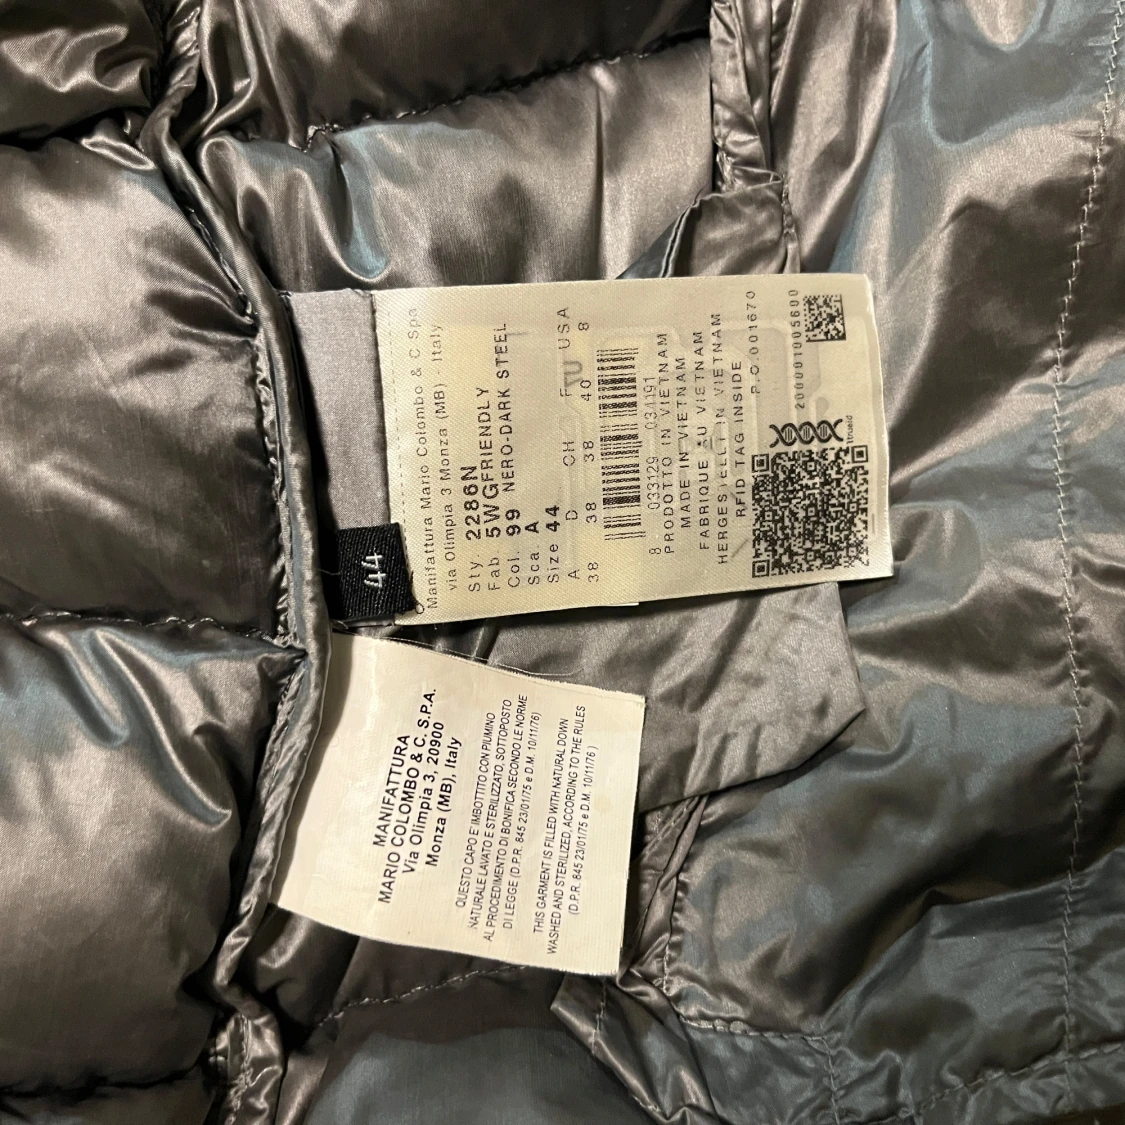 Manifattura Mario Colombo & C Spa
via Olimpia 3 Monza (MB) Italy
Sty. 2286N
Fab 5WGFRIENDLY
Col. 99 NERO-DARK STEEL
Sca. A
Size 44
A D CH F USA
38 38 38 40 8
8 033129 031191
PRODOTTO IN VIETNAM
MADE IN VIETNAM
FABRIQUE AU VIETNAM
HERGESTELLT IN VIETNAM
RFID TAG INSIDE
P.O.001670
200001005600
itrueid
44
MANIFATTURA
MARIO COLOMBO & C. S.P.A.
Via Olimpia 3, 20900
Monza (MB), Italy
QUESTO CAPO E' IMBOTTITO CON PIUMINO
NATURALE LAVATO E STERILIZZATO, SOTTOPOSTO
AL PROCEDIMENTO DI BONIFICA SECONDO LE NORME
DI LEGGE (D.P.R. 845 23/01/75 e D.M. 10/11/76)
THIS GARMENT IS FILLED WITH NATURAL DOWN
WASHED AND STERILIZED, ACCORDING TO THE RULES
(D.P.R. 845 23/01/75 e D.M. 10/11/76 )